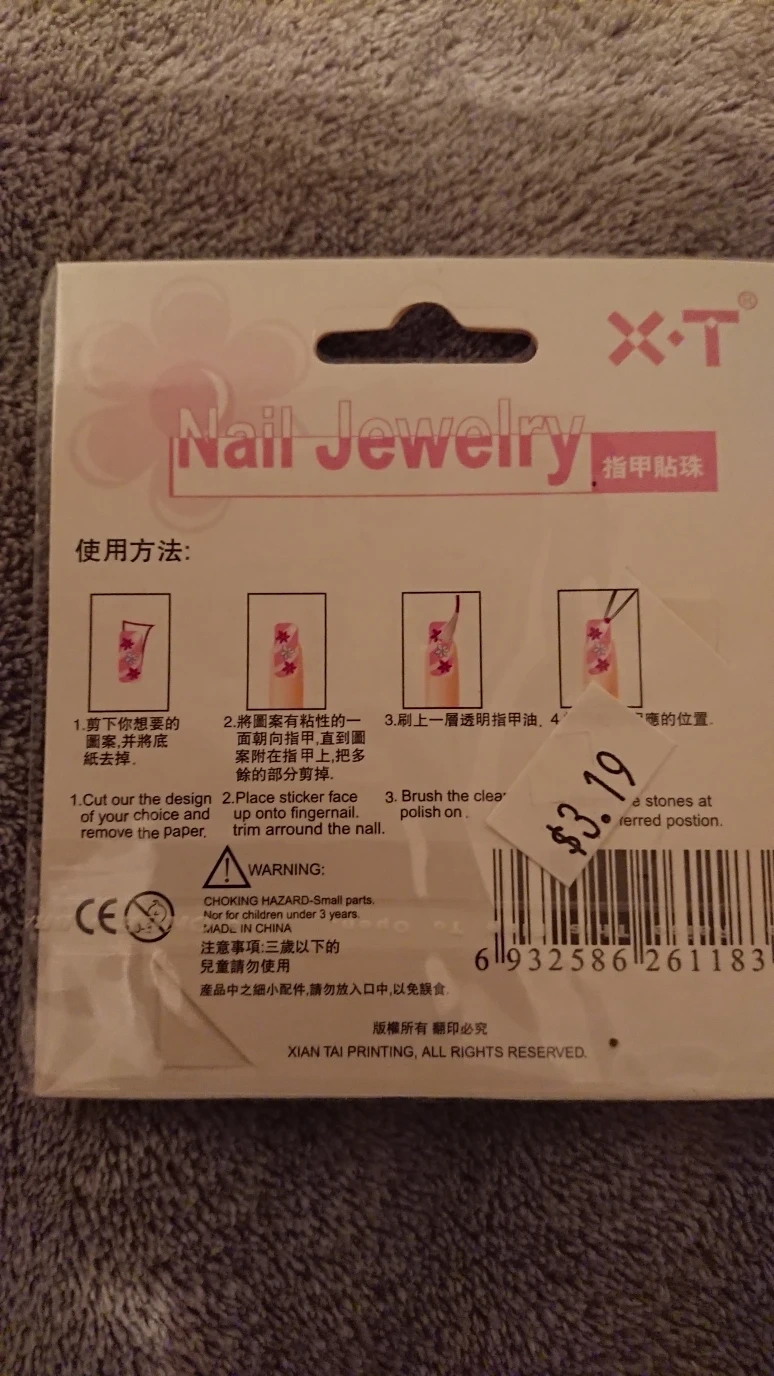 X·T®
Nail Jewelry
指甲貼珠
使用方法:
1.剪下你想要的
圖案,并將底
紙去掉.
2.將圖案有粘性的一
面朝向指甲,直到圖
案附在指甲上,把多
餘的部分剪掉.
3.刷上一層透明指甲油.
4
應的位置.
1.Cut our the design
of your choice and
remove the paper.
2.Place sticker face
up onto fingernail.
trim arround the nail.
3. Brush the clear
polish on.
stones at
ferred postion.
$3.19
WARNING:
CE
CHOKING HAZARD-Small parts.
Nor for children under 3 years.
MADE IN CHINA
注意事項:三歲以下的
兒童請勿使用
産品中之細小配件,請勿放入口中,以免誤食.
6 932586 261183
版權所有 翻印必究
XIAN TAI PRINTING, ALL RIGHTS RESERVED.